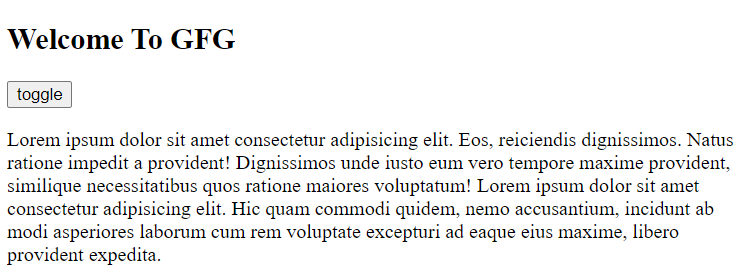 Welcome To GFG
toggle
Lorem ipsum dolor sit amet consectetur adipisicing elit. Eos, reiciendis dignissimos. Natus
ratione impedit a provident! Dignissimos unde iusto eum vero tempore maxime provident,
similique necessitatibus quos ratione maiores voluptatum! Lorem ipsum dolor sit amet
consectetur adipisicing elit. Hic quam commodi quidem, nemo accusantium, incidunt ab
modi asperiores laborum cum rem voluptate excepturi ad eaque eius maxime, libero
provident expedita.